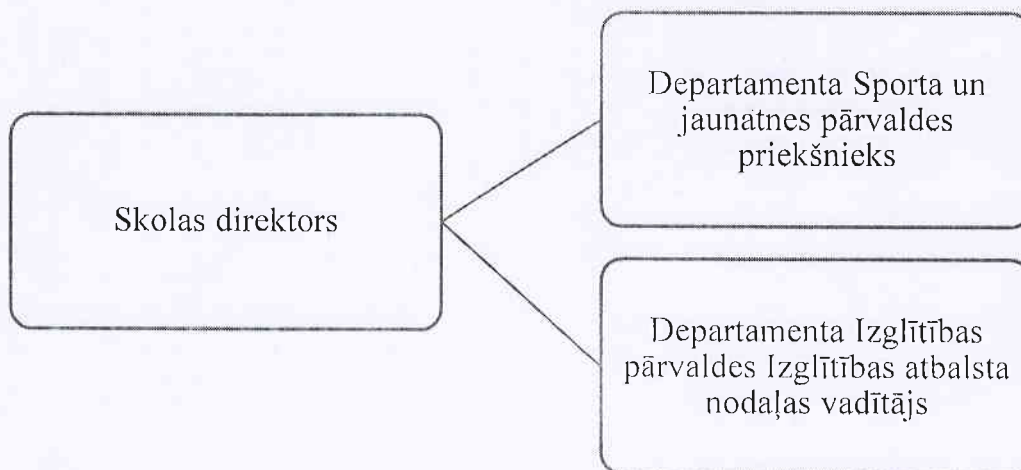 Departamenta Sporta un
jaunatnes pārvaldes
priekšnieks
Skolas direktors
Departamenta Izglītības
pārvaldes Izglītības atbalsta
nodaļas vadītājs